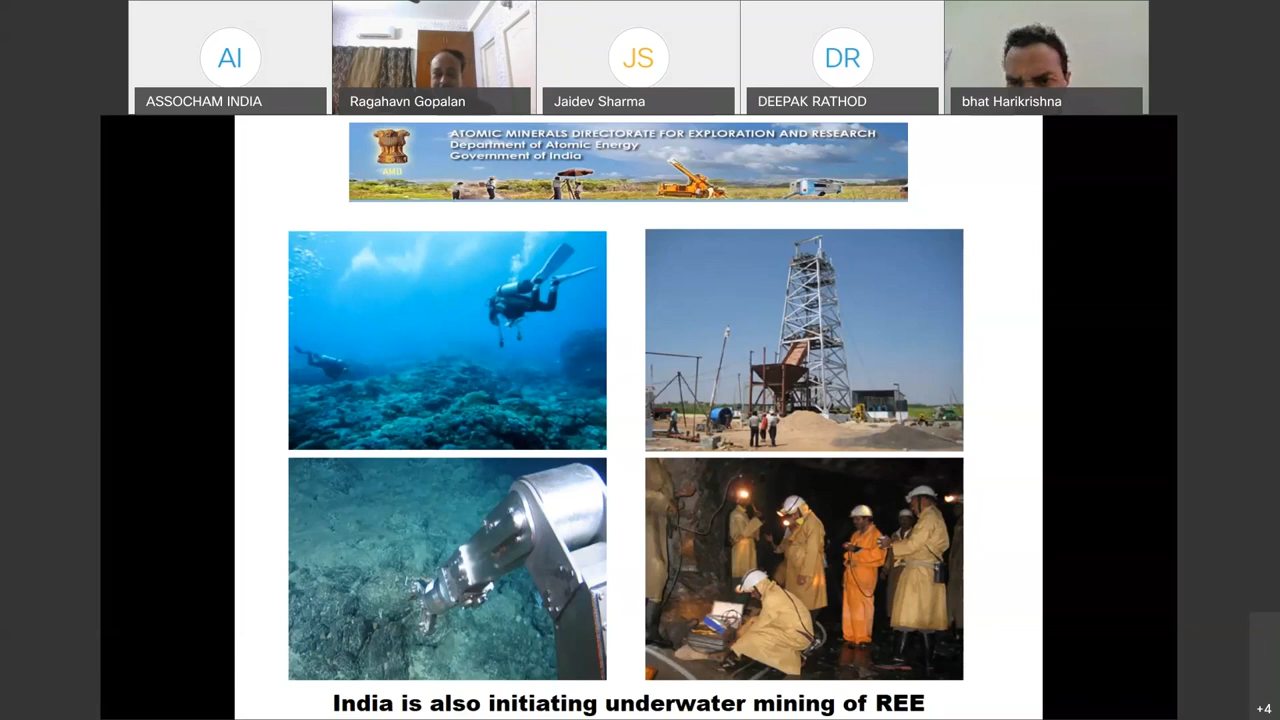 AI
JS
DR
ASSOCHAM INDIA
Ragahavn Gopalan
Jaidev Sharma
DEEPAK RATHOD
bhat Harikrishna
ATOMIC MINERALS DIRECTORATE FOR EXPLORATION AND RESEARCH
Department of Atomic Energy
Government of India
AMD
India is also initiating underwater mining of REE
+4